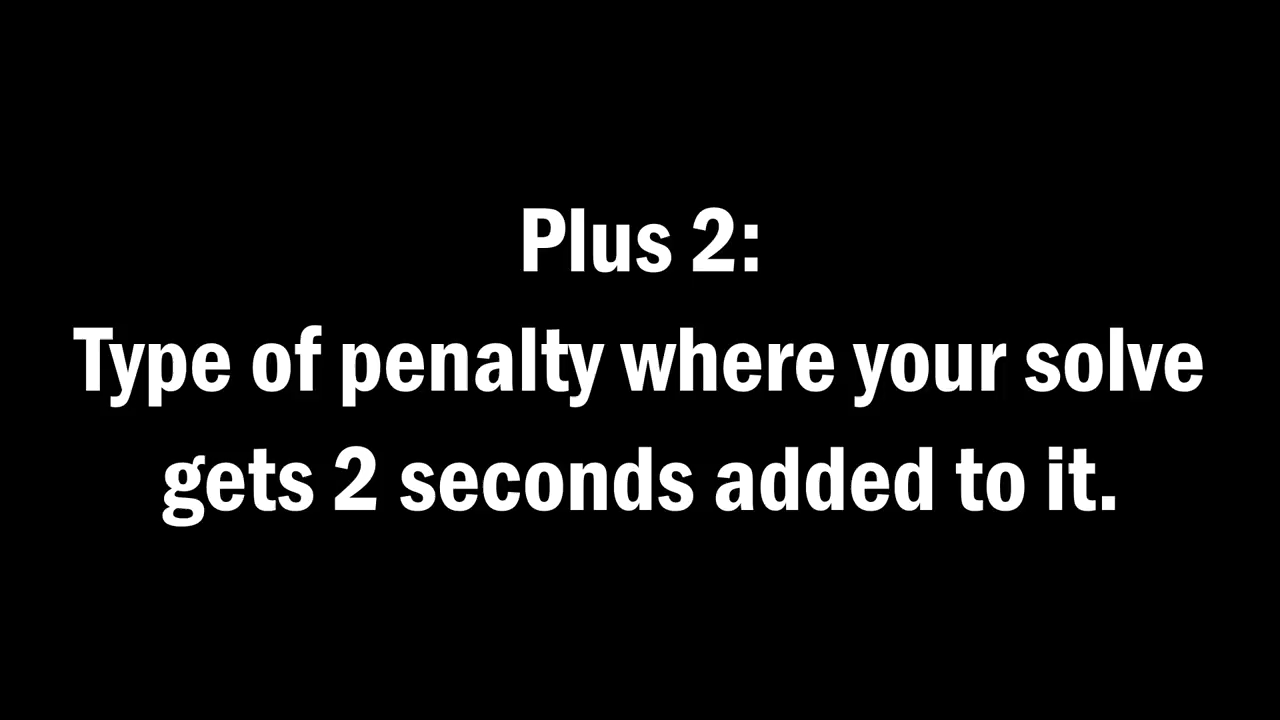 Plus 2:
Type of penalty where your solve
gets 2 seconds added to it.